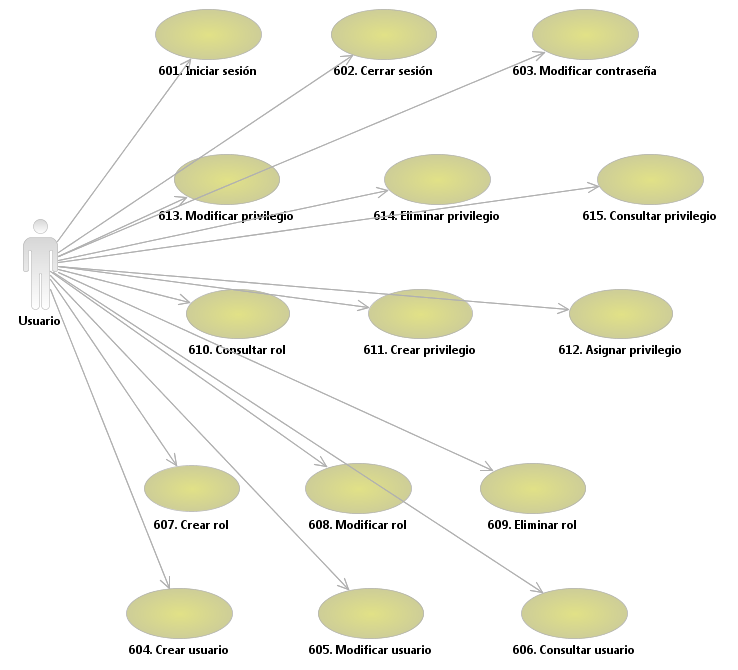 601. Iniciar sesión
602. Cerrar sesión
603. Modificar contraseña
613. Modificar privilegio
614. Eliminar privilegio
615. Consultar privilegio
Usuario
610. Consultar rol
611. Crear privilegio
612. Asignar privilegio
607. Crear rol
608. Modificar rol
609. Eliminar rol
604. Crear usuario
605. Modificar usuario
606. Consultar usuario